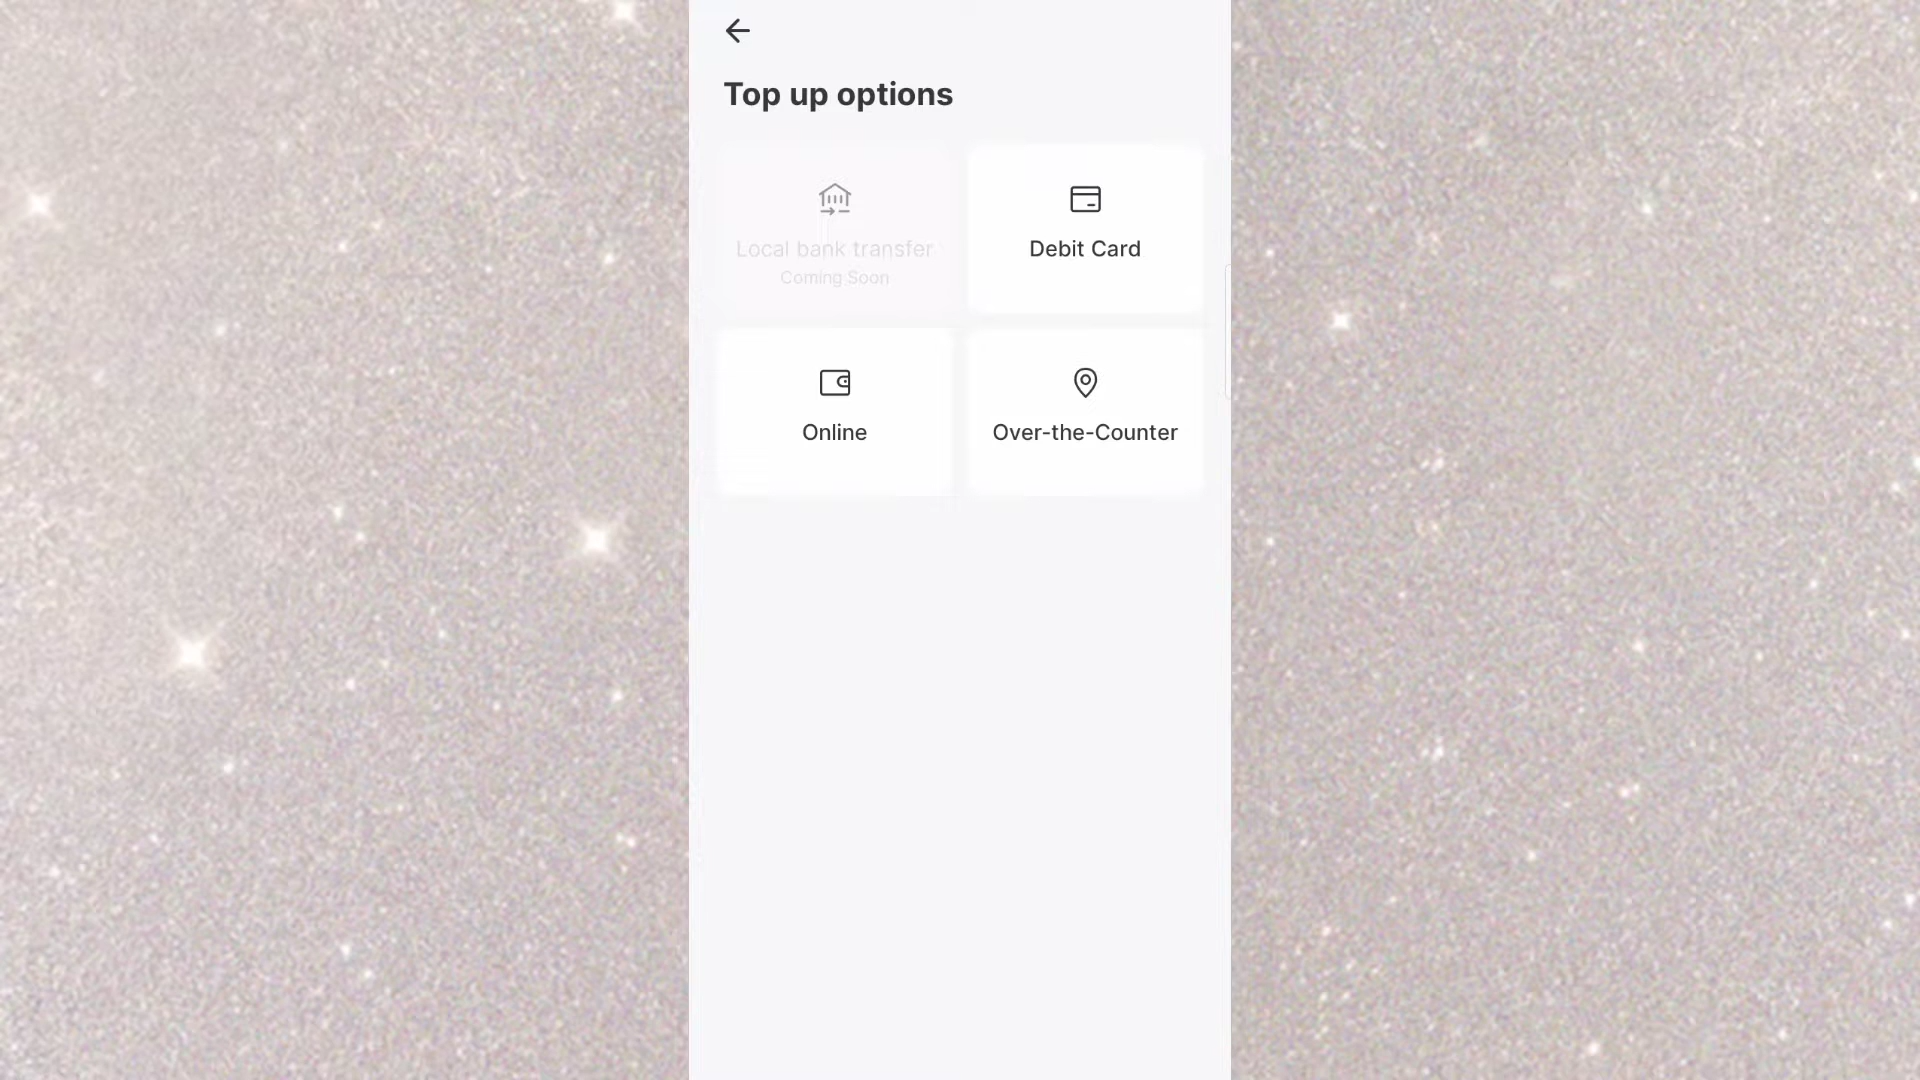 Top up options
Local bank transfer
Coming Soon
Debit Card
Online
Over-the-Counter